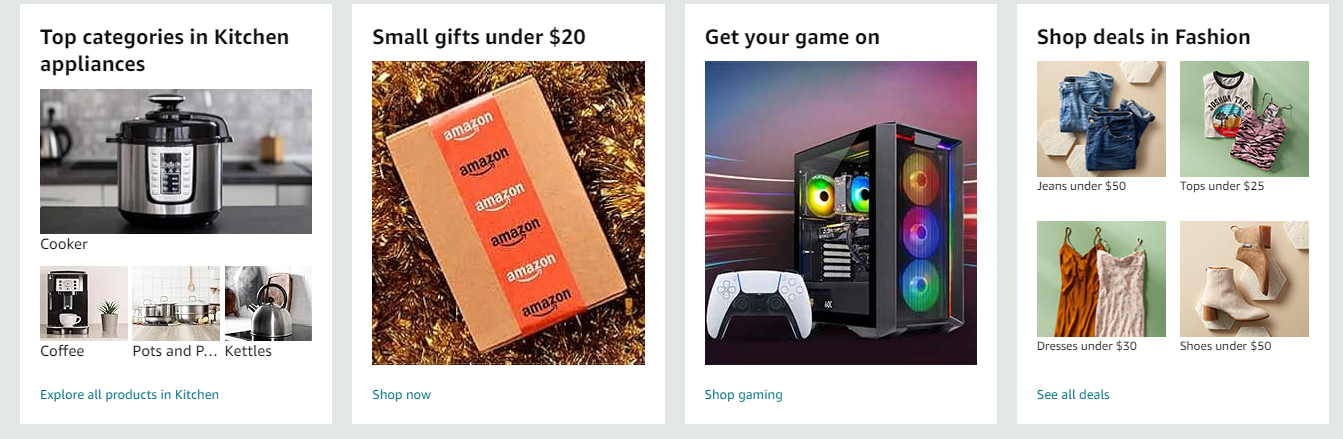 Top categories in Kitchen
appliances
Cooker
Coffee
Pots and P...
Kettles
Explore all products in Kitchen
Small gifts under $20
amazon
amazon
amazon
amazon
amazon
amazon
Shop now
Get your game on
Shop gaming
Shop deals in Fashion
Jeans under $50
JOSHUA TREE
Tops under $25
Dresses under $30
Shoes under $50
See all deals